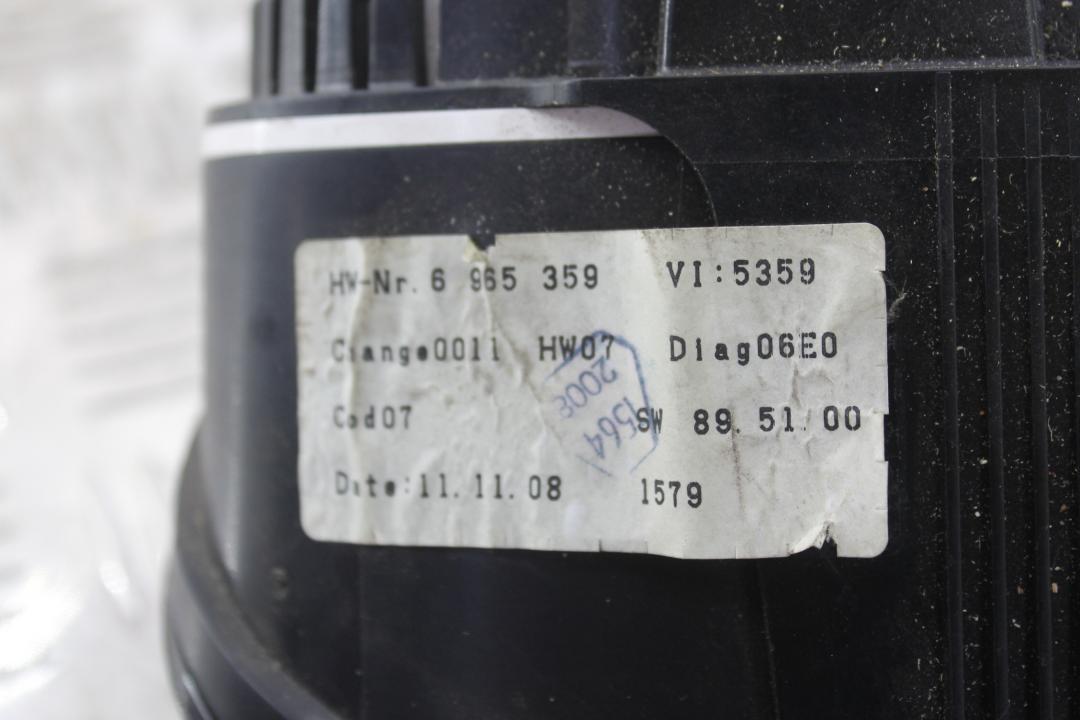 HW-Nr. 6 965 359 VI:5359
Change0011 HW07 Diag06E0
Cod07 SW 89.51.00
Date:11.11.08 1579
1564
2008